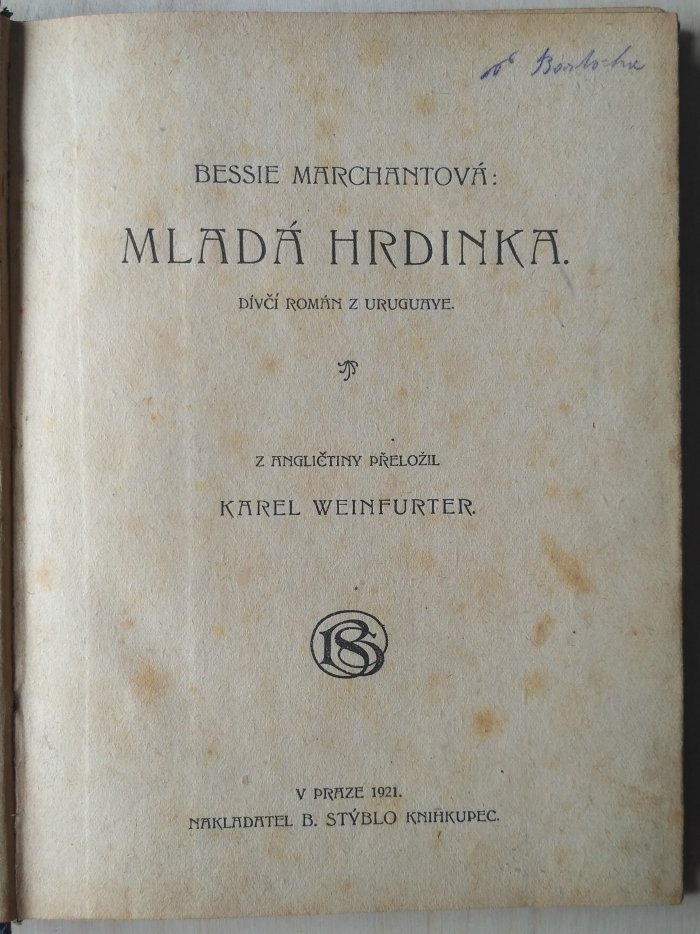 BESSIE MARCHANTOVÁ:
MLADÁ HRDINKA.
DÍVČÍ ROMÁN Z URUGUAYE.
Z ANGLIČTINY PŘELOŽIL
KAREL WEINFURTER.
BS
V PRAZE 1921.
NAKLADATEL B. STÝBLO KNIHKUPEC.